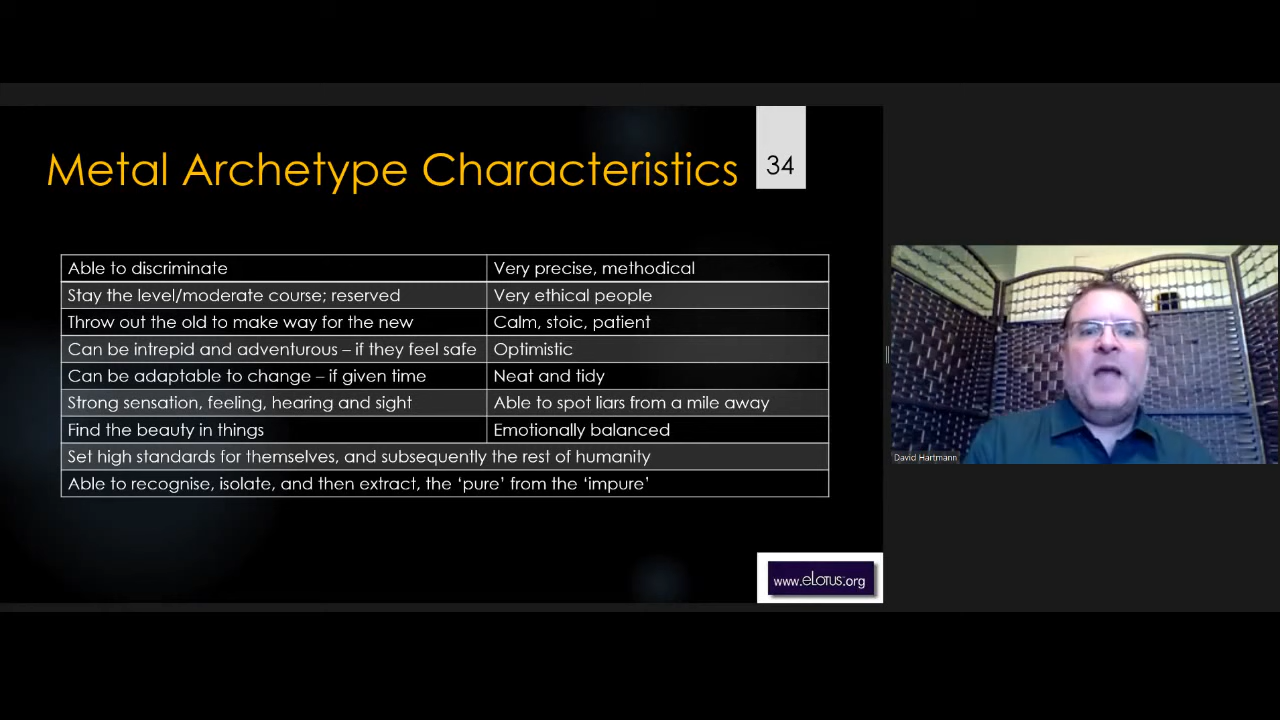 Metal Archetype Characteristics
34
Able to discriminate
Very precise, methodical
Stay the level/moderate course; reserved
Very ethical people
Throw out the old to make way for the new
Calm, stoic, patient
Can be intrepid and adventurous – if they feel safe
Optimistic
Can be adaptable to change – if given time
Neat and tidy
Strong sensation, feeling, hearing and sight
Able to spot liars from a mile away
Find the beauty in things
Emotionally balanced
Set high standards for themselves, and subsequently the rest of humanity
Able to recognise, isolate, and then extract, the ‘pure’ from the ‘impure’
David Hartmann
www.eLotus.org